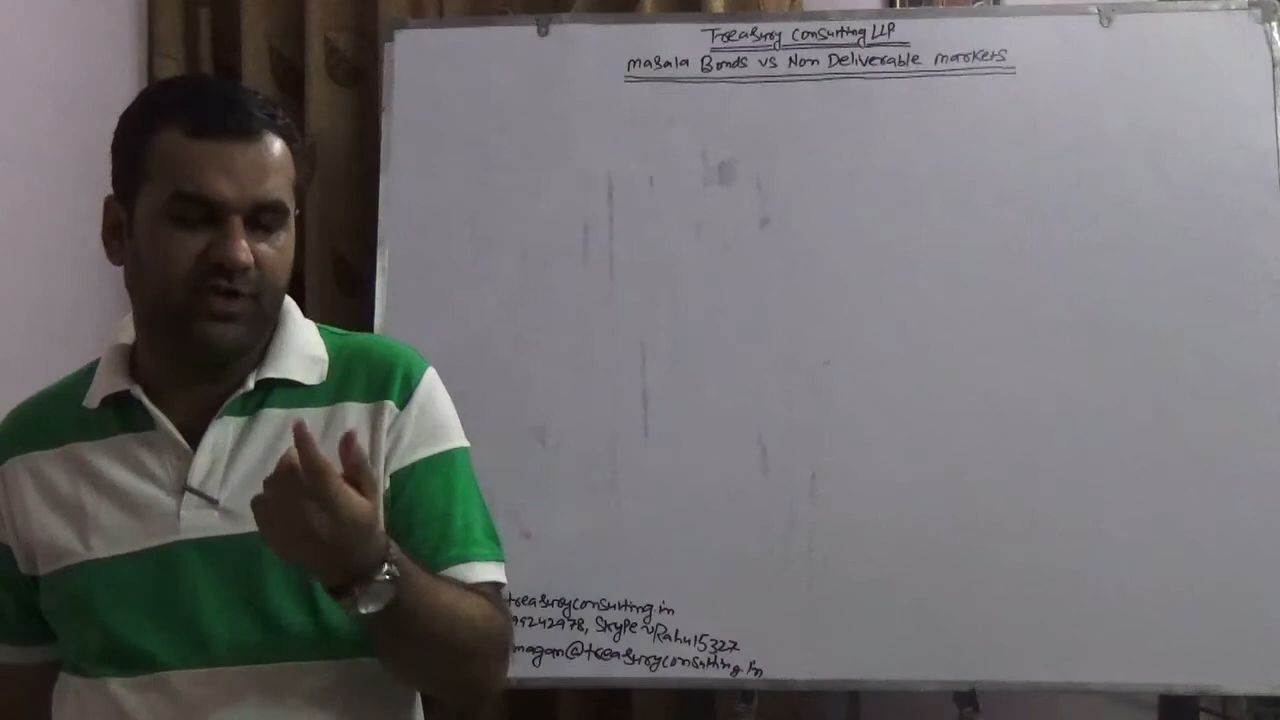 Treasury Consulting LLP
Masala Bonds vs Non Deliverable Markets
treasuryconsulting.in
99242978, Skype ~ Rahul5327
magan@treasuryconsulting.in